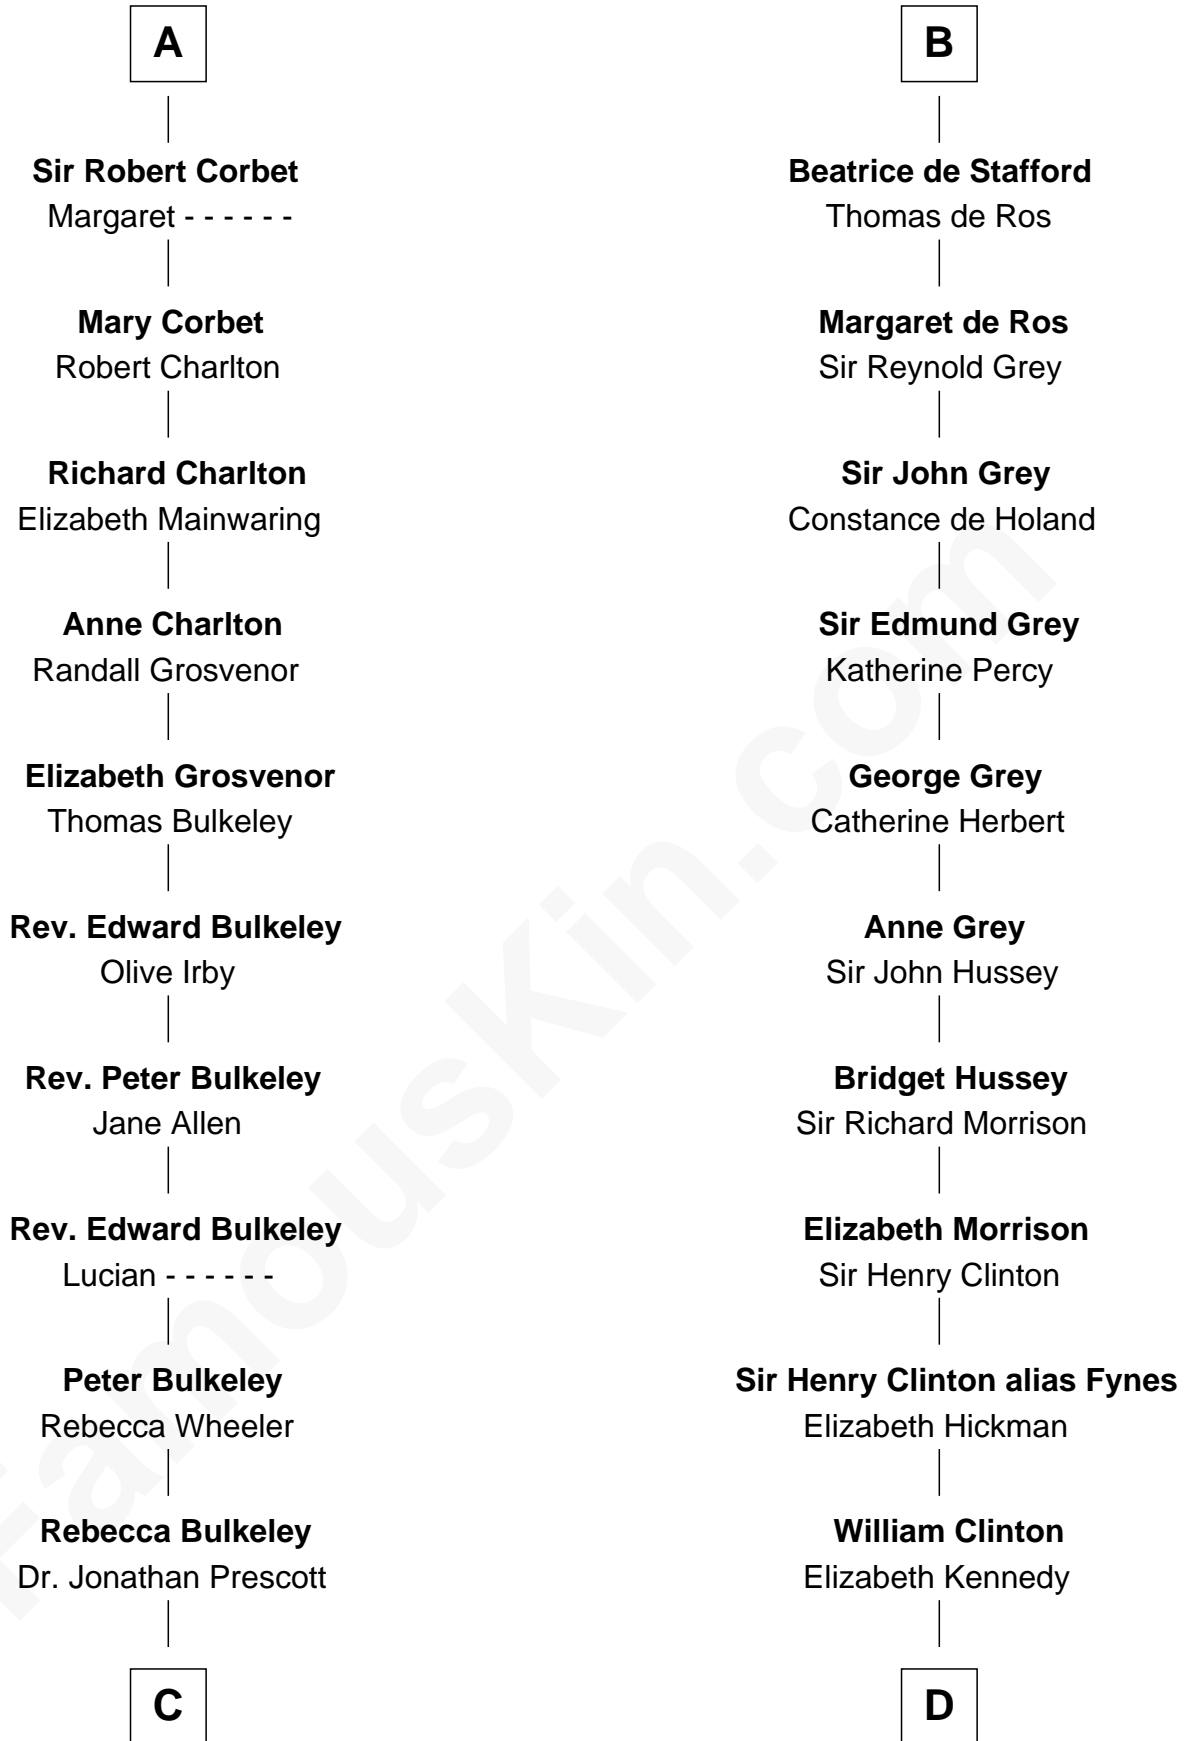 A
Sir Robert Corbet
Margaret - - - - - -
Mary Corbet
Robert Charlton
Richard Charlton
Elizabeth Mainwaring
Anne Charlton
Randall Grosvenor
Elizabeth Grosvenor
Thomas Bulkeley
Rev. Edward Bulkeley
Olive Irby
Rev. Peter Bulkeley
Jane Allen
Rev. Edward Bulkeley
Lucian - - - - - -
Peter Bulkeley
Rebecca Wheeler
Rebecca Bulkeley
Dr. Jonathan Prescott
C
B
Beatrice de Stafford
Thomas de Ros
Margaret de Ros
Sir Reynold Grey
Sir John Grey
Constance de Holand
Sir Edmund Grey
Katherine Percy
George Grey
Catherine Herbert
Anne Grey
Sir John Hussey
Bridget Hussey
Sir Richard Morrison
Elizabeth Morrison
Sir Henry Clinton
Sir Henry Clinton alias Fynes
Elizabeth Hickman
William Clinton
Elizabeth Kennedy
D
FamousKin.com